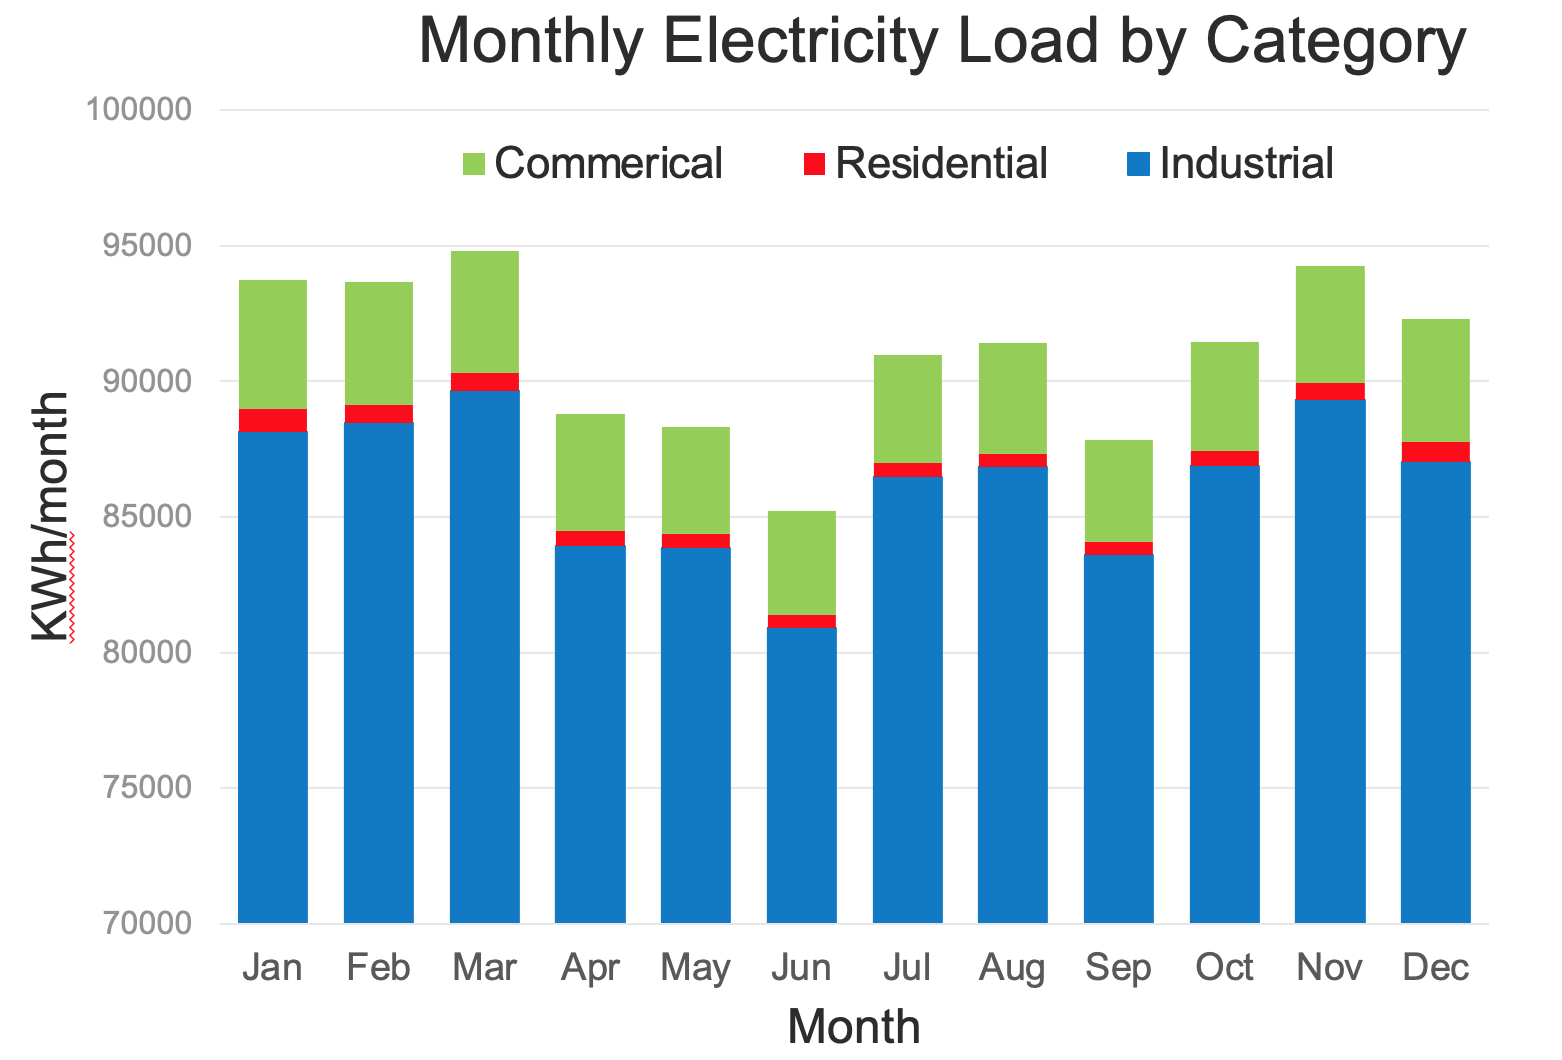 Monthly Electricity Load by Category
100000
Commerical Residential Industrial
95000
90000
85000
80000
75000
70000
KWh/month
Jan Feb Mar Apr May Jun Jul Aug Sep Oct Nov Dec
Month